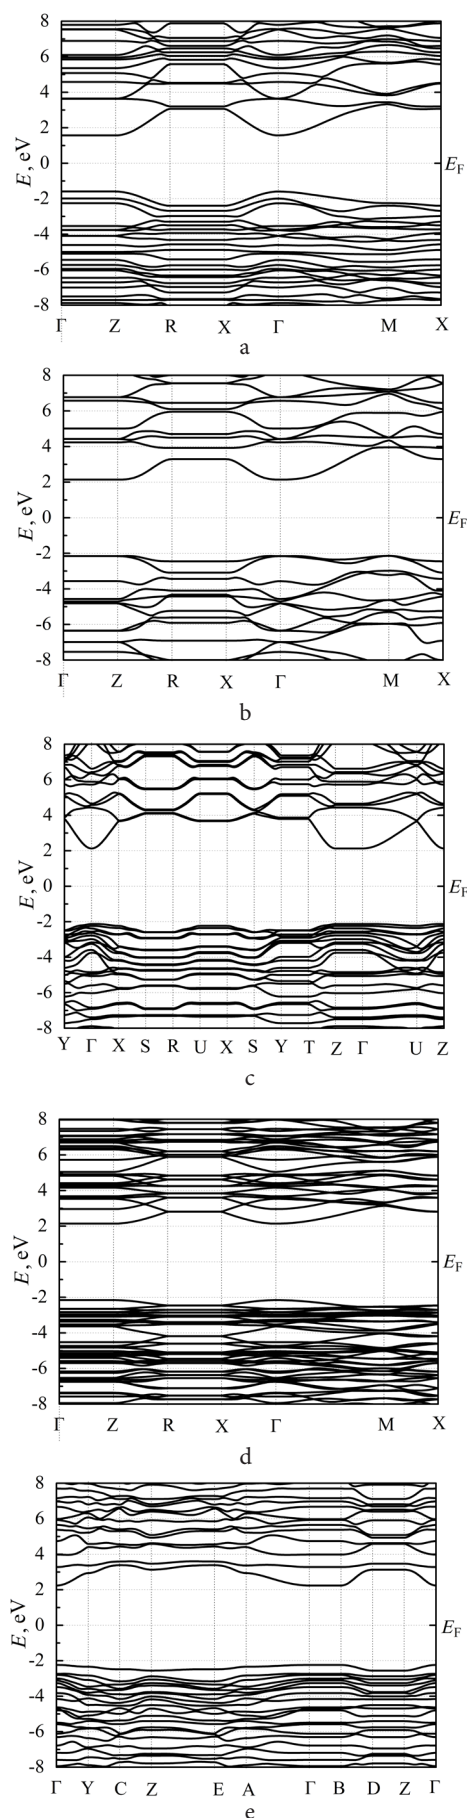 8
6
4
2
E, eV
0
E_F
-2
-4
-6
-8
Γ Z R X Γ M X
a
8
6
4
2
E, eV
0
E_F
-2
-4
-6
-8
Γ Z R X Γ M X
b
8
6
4
2
E, eV
0
E_F
-2
-4
-6
-8
Y Γ X S R U X S Y T Z Γ U Z
c
8
6
4
2
E, eV
0
E_F
-2
-4
-6
-8
Γ Z R X Γ M X
d
8
6
4
2
E, eV
0
E_F
-2
-4
-6
-8
Γ Y C Z E A Γ B D Z Γ
e